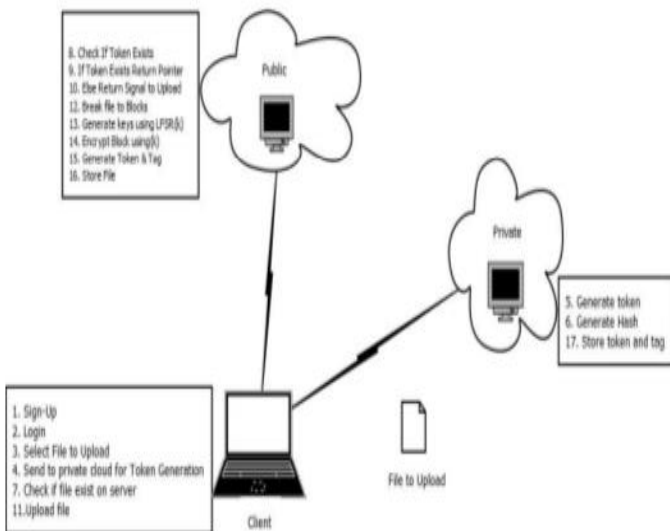 8. Check If Token Exists
9. If Token Exists Return Pointer
10. Else Return Signal to Upload
12. Break file to Blocks
13. Generate keys using LFSR(k)
14. Encrypt Block using(k)
15. Generate Token & Tag
16. Store File
Public
Private
5. Generate token
6. Generate Hash
17. Store token and tag
1. Sign-Up
2. Login
3. Select File to Upload
4. Send to private cloud for Token Generation
7. Check if file exist on server
11.Upload file
Client
File to Upload